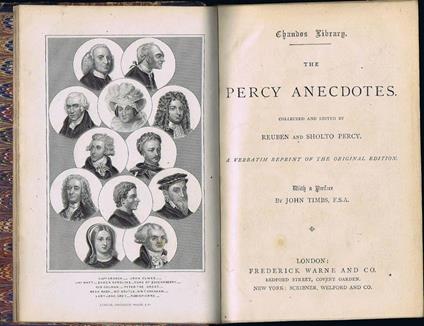 Chandos Library.
THE
PERCY ANECDOTES.
COLLECTED AND EDITED BY
REUBEN AND SHOLTO PERCY.
A VERBATIM REPRINT OF THE ORIGINAL EDITION.
With a Preface
BY JOHN TIMBS, F.S.A.
LONDON:
FREDERICK WARNE AND CO.
BEDFORD STREET, COVENT GARDEN.
NEW YORK: SCRIBNER, WELFORD AND CO.